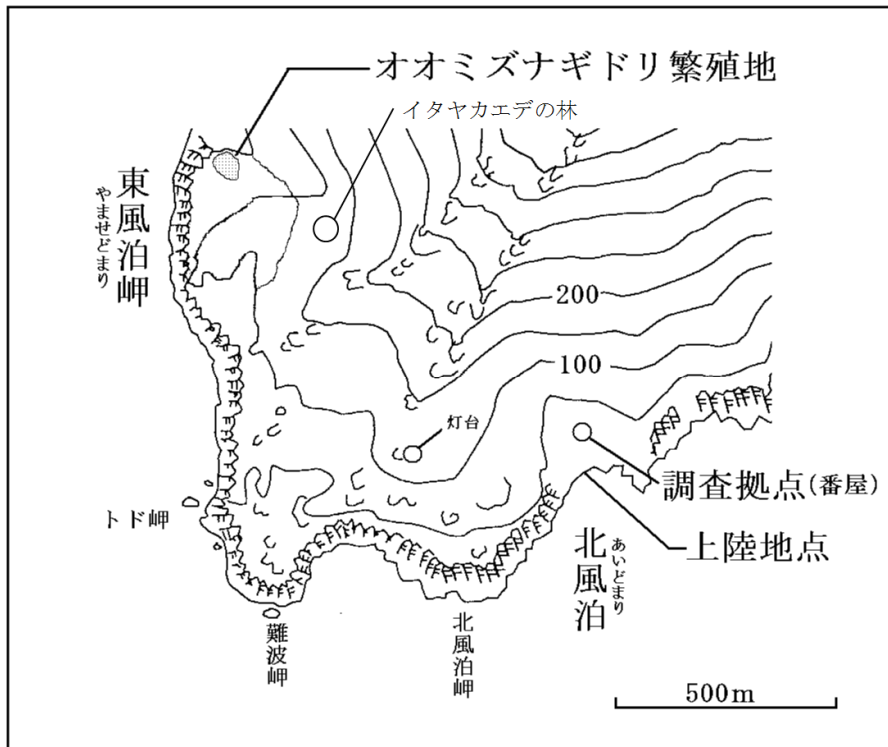 オオミズナギドリ繁殖地
イタヤカエデの林
東風泊岬
やませどまり
200
100
灯台
調査拠点(番屋)
トド岬
上陸地点
北風泊
あいどまり
難波岬
北風泊岬
500m